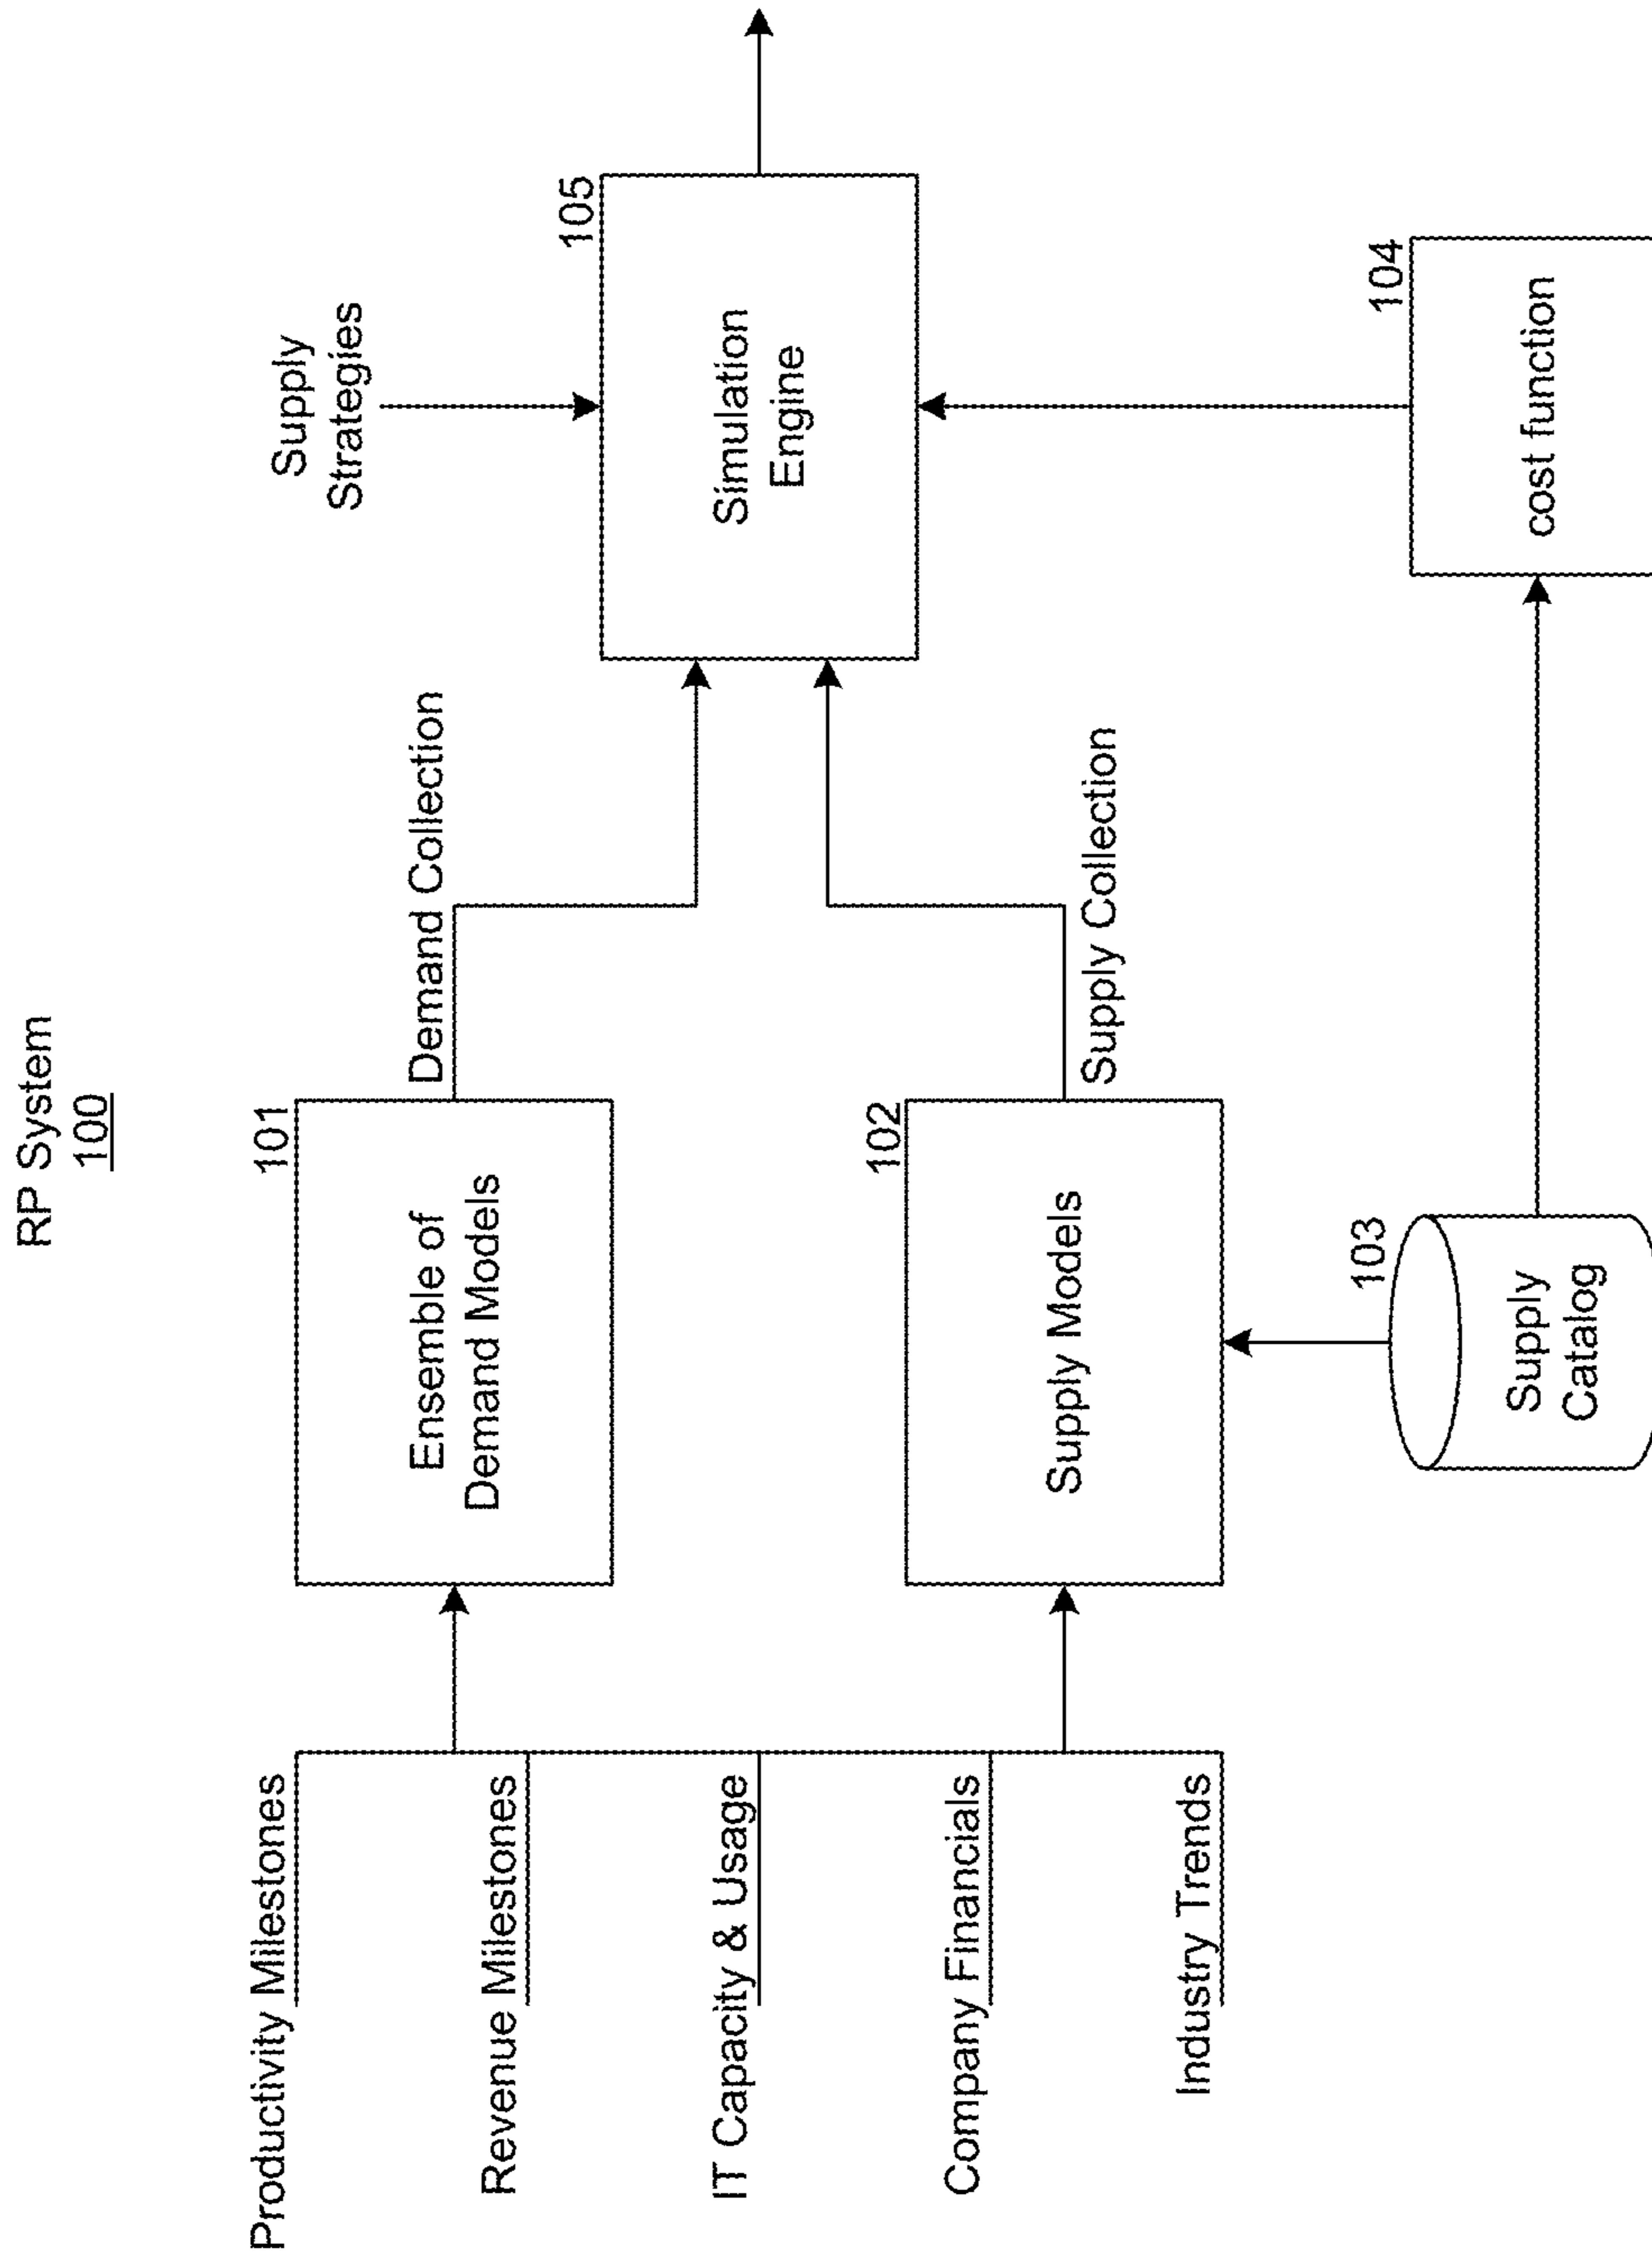 RP System
100
Productivity Milestones
Revenue Milestones
IT Capacity & Usage
Company Financials
Industry Trends
101
Ensemble of
Demand Models
Demand Collection
102
Supply Models
Supply Collection
103
Supply
Catalog
Supply
Strategies
105
Simulation
Engine
104
cost function